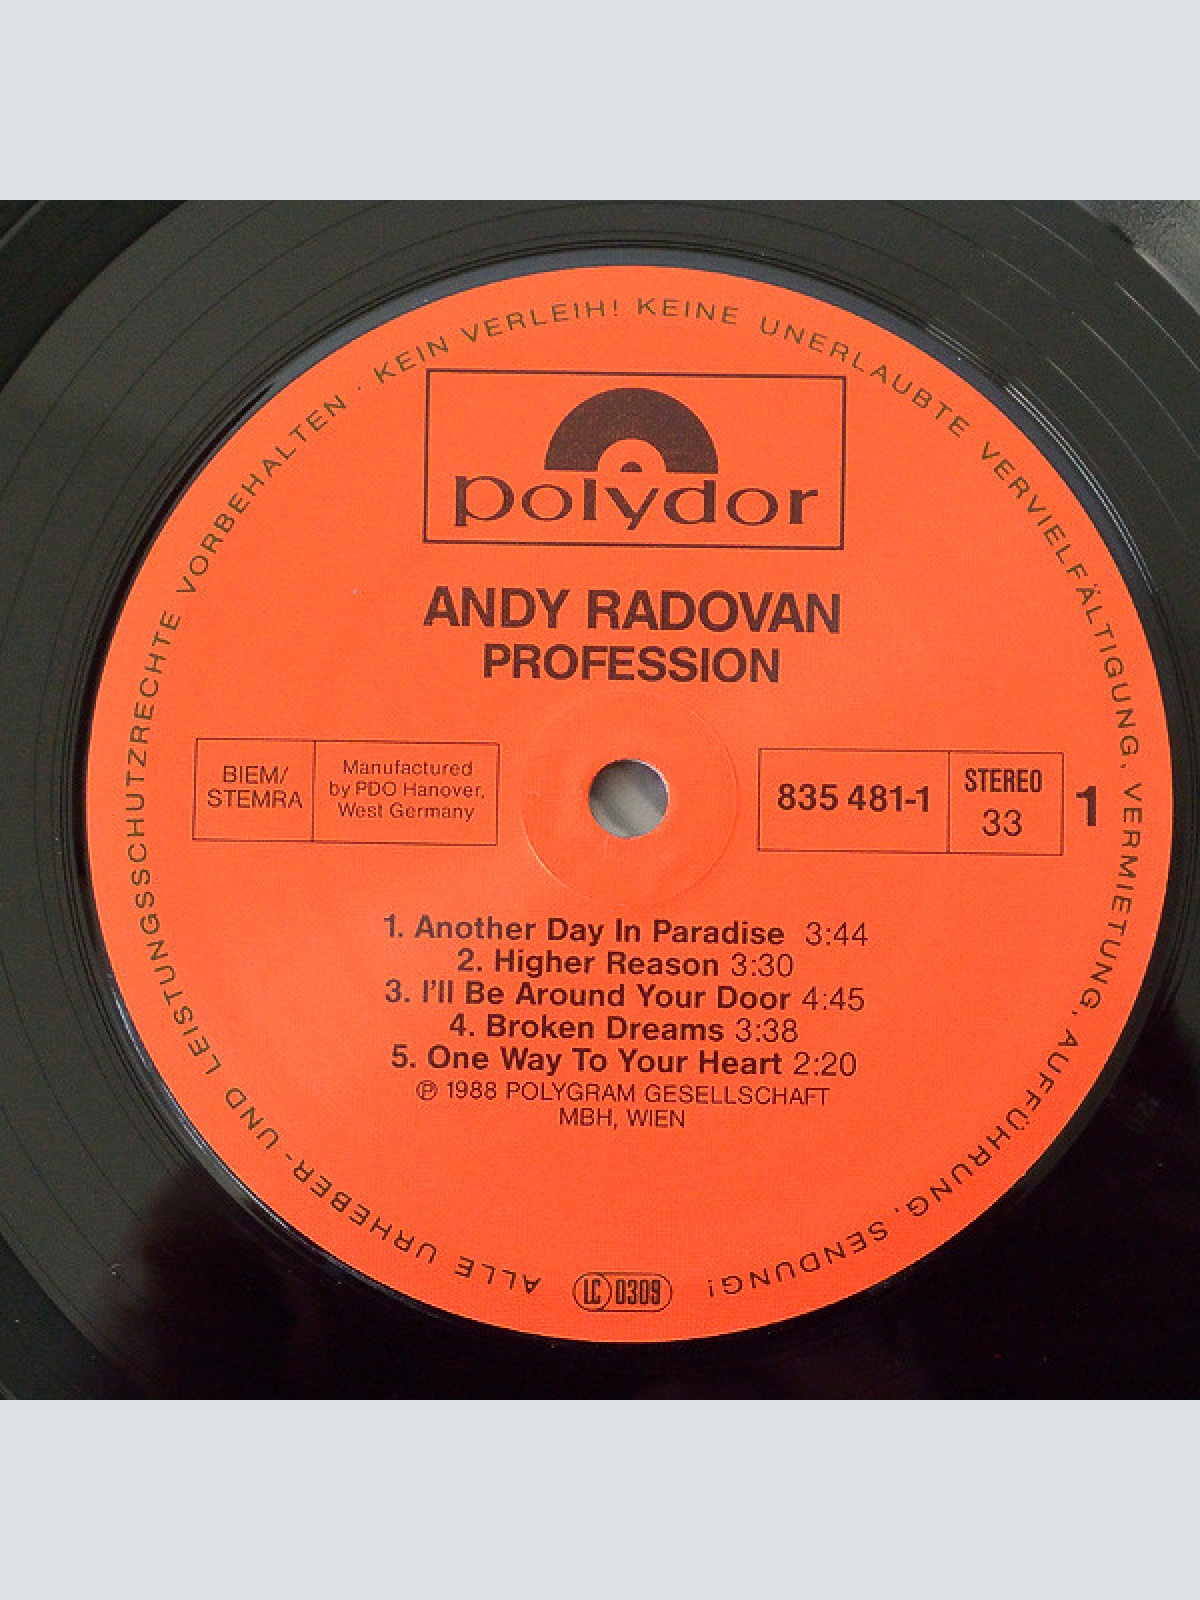 ALLE URHEBER- UND LEISTUNGSSCHUTZRECHTE VORBEHALTEN · KEIN VERLEIH! KEINE UNERLAUBTE VERVIELFÄLTIGUNG, VERMIETUNG, AUFFÜHRUNG, SENDUNG!
polydor
ANDY RADOVAN
PROFESSION
BIEM/
STEMRA
Manufactured
by PDO Hanover,
West Germany
835 481-1
STEREO
33
1
1. Another Day In Paradise 3:44
2. Higher Reason 3:30
3. I'll Be Around Your Door 4:45
4. Broken Dreams 3:38
5. One Way To Your Heart 2:20
℗ 1988 POLYGRAM GESELLSCHAFT
MBH, WIEN
LC 0309